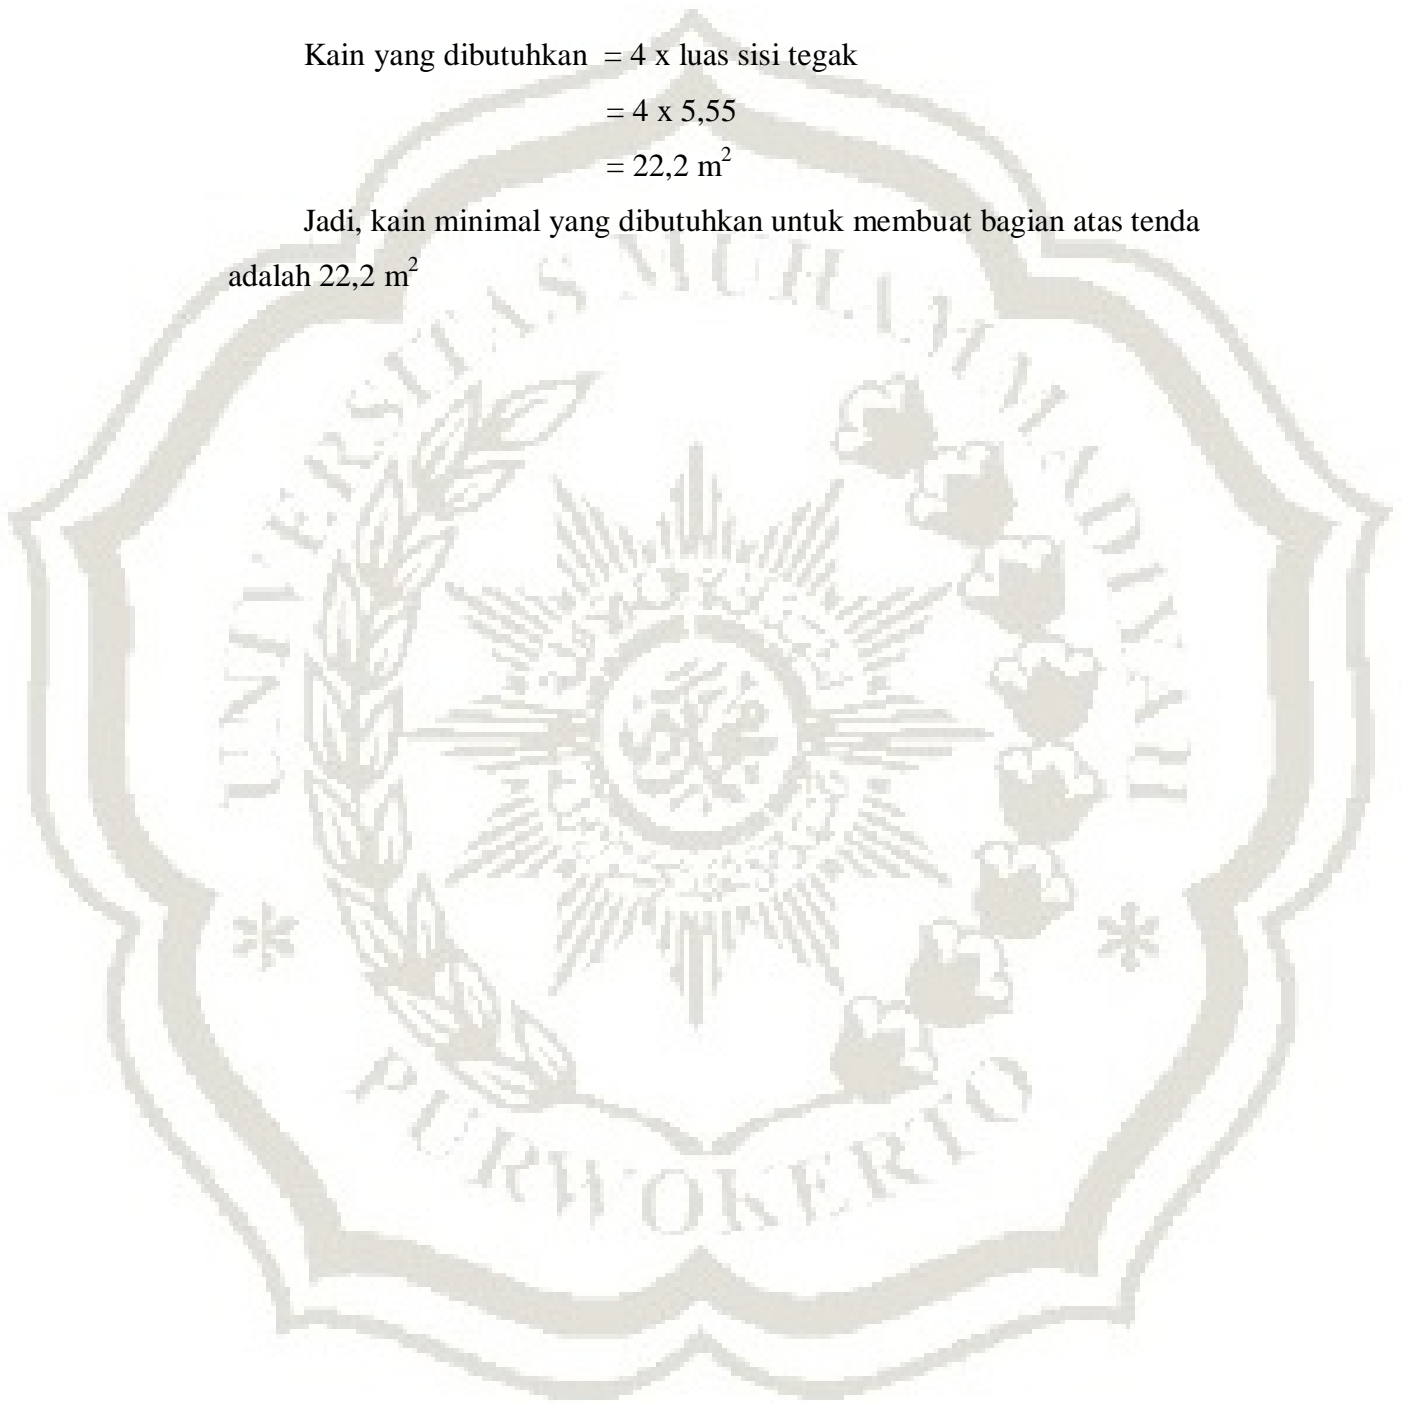 Kain yang dibutuhkan = 4 x luas sisi tegak
= 4 x 5,55
= 22,2 m²
Jadi, kain minimal yang dibutuhkan untuk membuat bagian atas tenda
adalah 22,2 m²
UNIVERSITAS MUHAMMADIYAH
PURWOKERTO